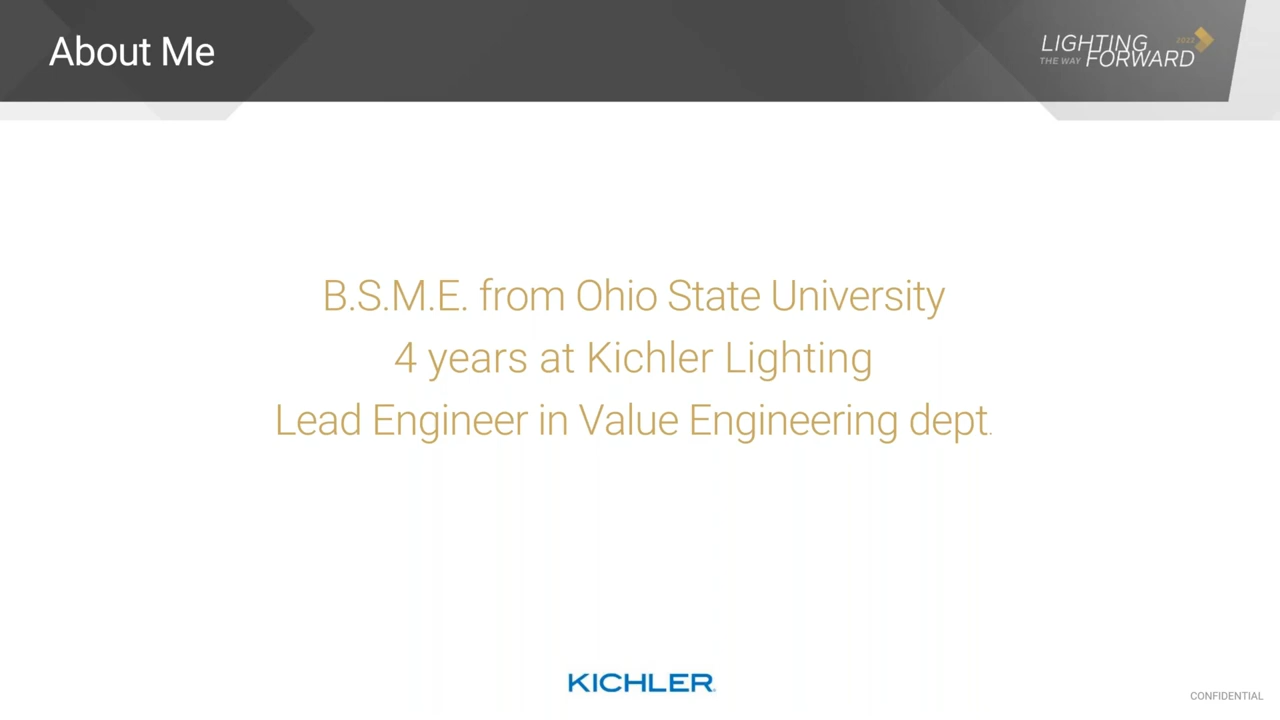 About Me
LIGHTING 2022
THE WAY FORWARD
B.S.M.E. from Ohio State University
4 years at Kichler Lighting
Lead Engineer in Value Engineering dept.
KICHLER
CONFIDENTIAL